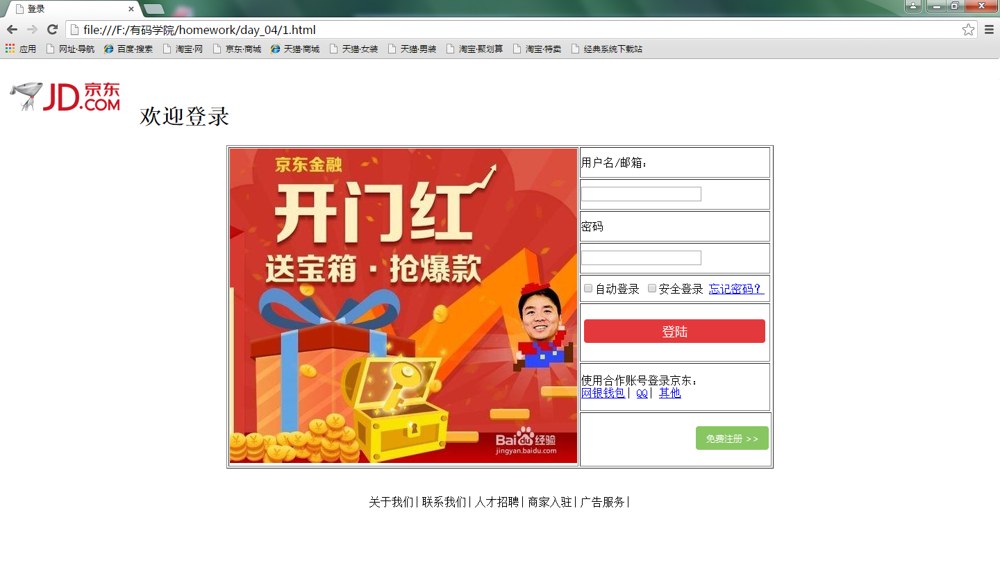 登录
file:///F:/有码学院/homework/day_04/1.html
应用 网址·导航 百度·搜索 淘宝·网 京东·商城 天猫·商城 天猫·女装 天猫·男装 淘宝·聚划算 淘宝·特卖 经典系统下载站
JD.COM 京东
欢迎登录
京东金融
开门红
送宝箱·抢爆款
Bai 经验
jingyan.baidu.com
用户名/邮箱：
密码
自动登录 安全登录 忘记密码？
登陆
使用合作账号登录京东：
网银钱包| QQ| 其他
免费注册 >>
关于我们| 联系我们| 人才招聘| 商家入驻| 广告服务|